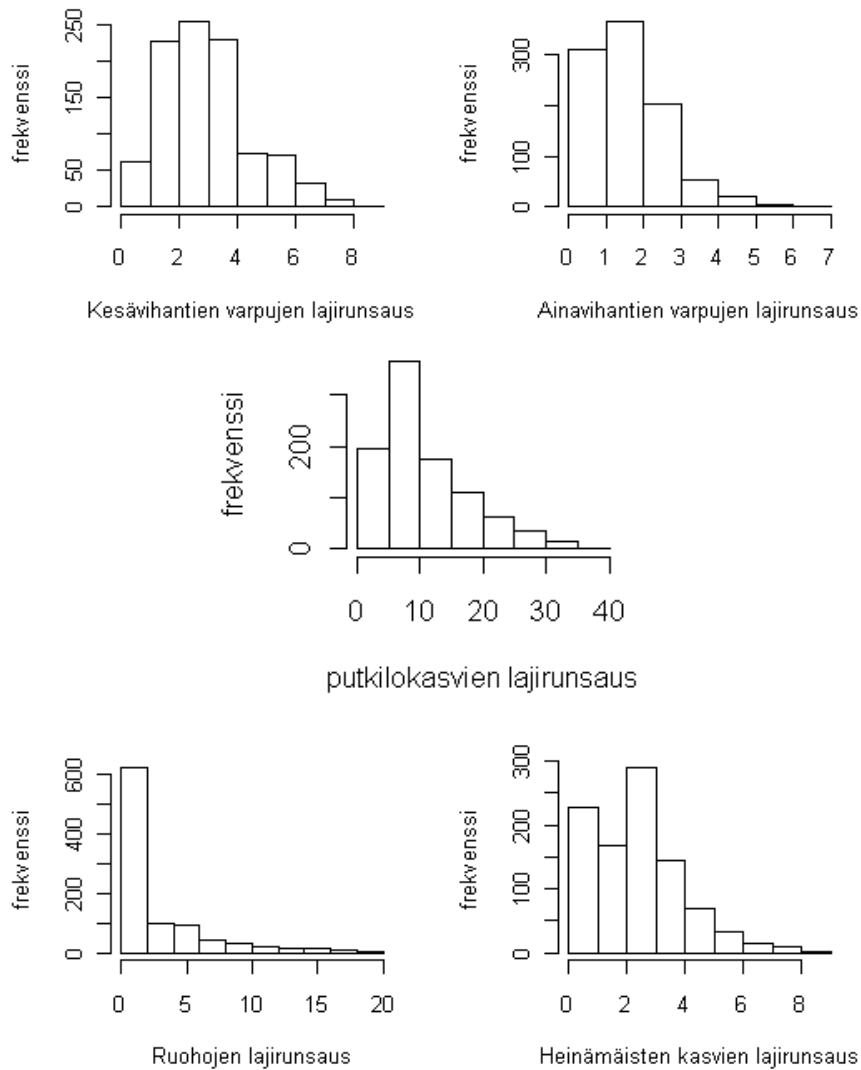 frekvenssi
0 50 150 250
0 2 4 6 8
Kesävihantien varpujen lajirunsaus
frekvenssi
0 100 300
0 1 2 3 4 5 6 7
Ainavihantien varpujen lajirunsaus
frekvenssi
0 200
0 10 20 30 40
putkilokasvien lajirunsaus
frekvenssi
0 200 400 600
0 5 10 15 20
Ruohojen lajirunsaus
frekvenssi
0 100 200 300
0 2 4 6 8
Heinämäisten kasvien lajirunsaus